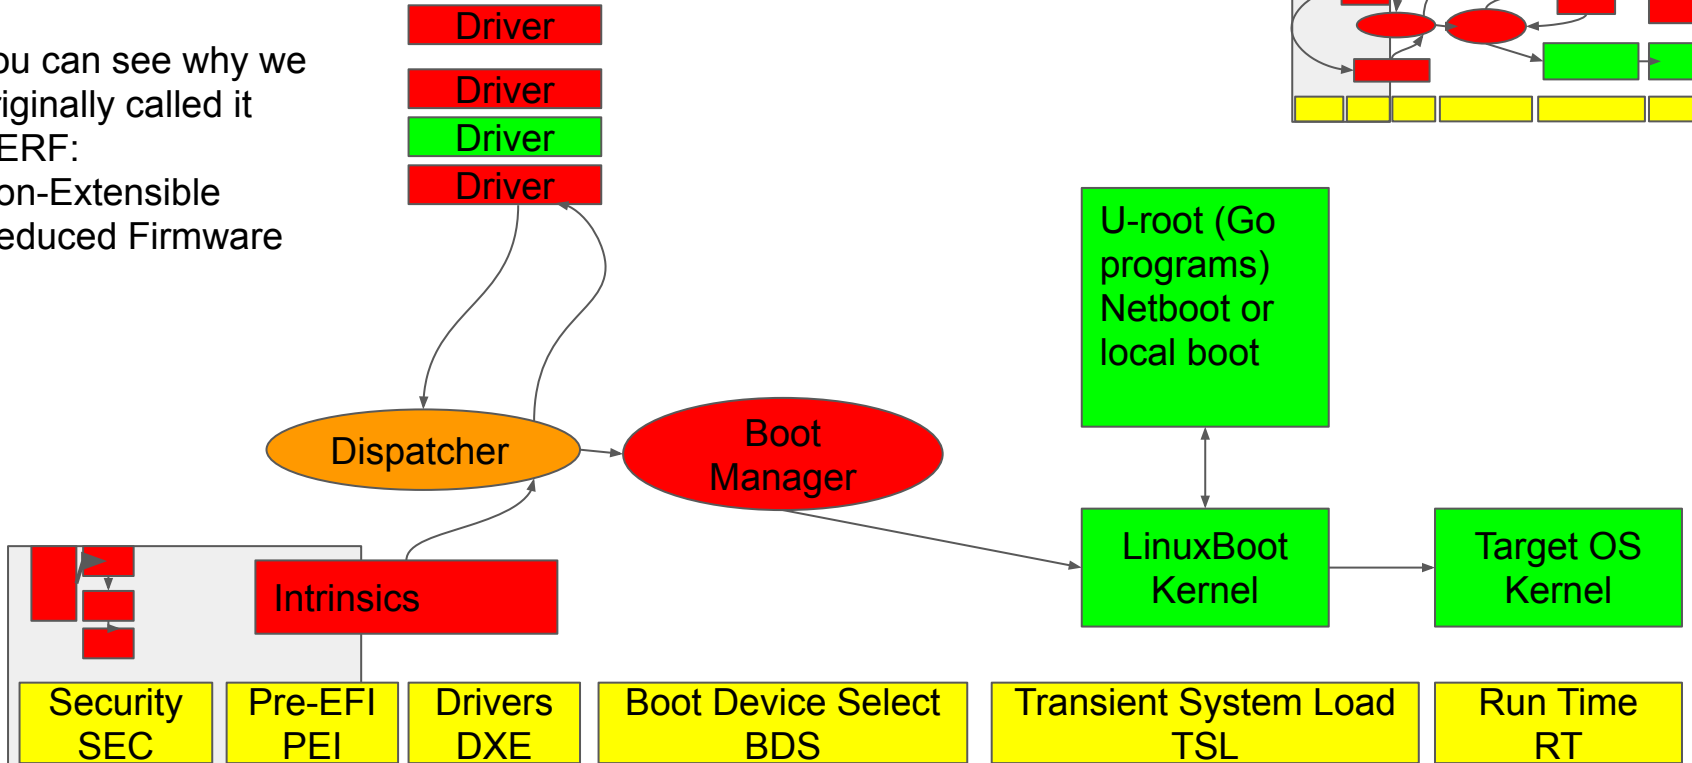 ou can see why we
riginally called it
ERF:
on-Extensible
educed Firmware
Driver
Driver
Driver
Driver
U-root (Go
programs)
Netboot or
local boot
Dispatcher
Boot
Manager
Intrinsics
LinuxBoot
Kernel
Target OS
Kernel
Security
SEC
Pre-EFI
PEI
Drivers
DXE
Boot Device Select
BDS
Transient System Load
TSL
Run Time
RT